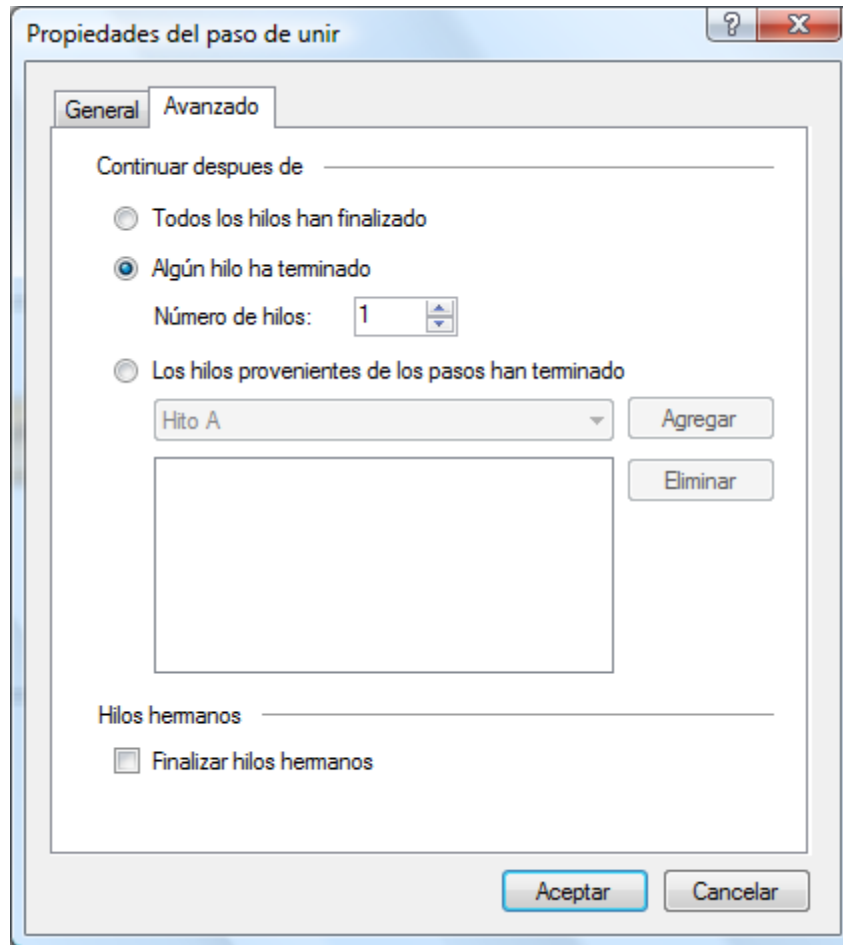 Propiedades del paso de unir
General
Avanzado
Continuar despues de
Todos los hilos han finalizado
Algún hilo ha terminado
Número de hilos: 1
Los hilos provenientes de los pasos han terminado
Hito A
Agregar
Eliminar
Hilos hermanos
Finalizar hilos hermanos
Aceptar
Cancelar